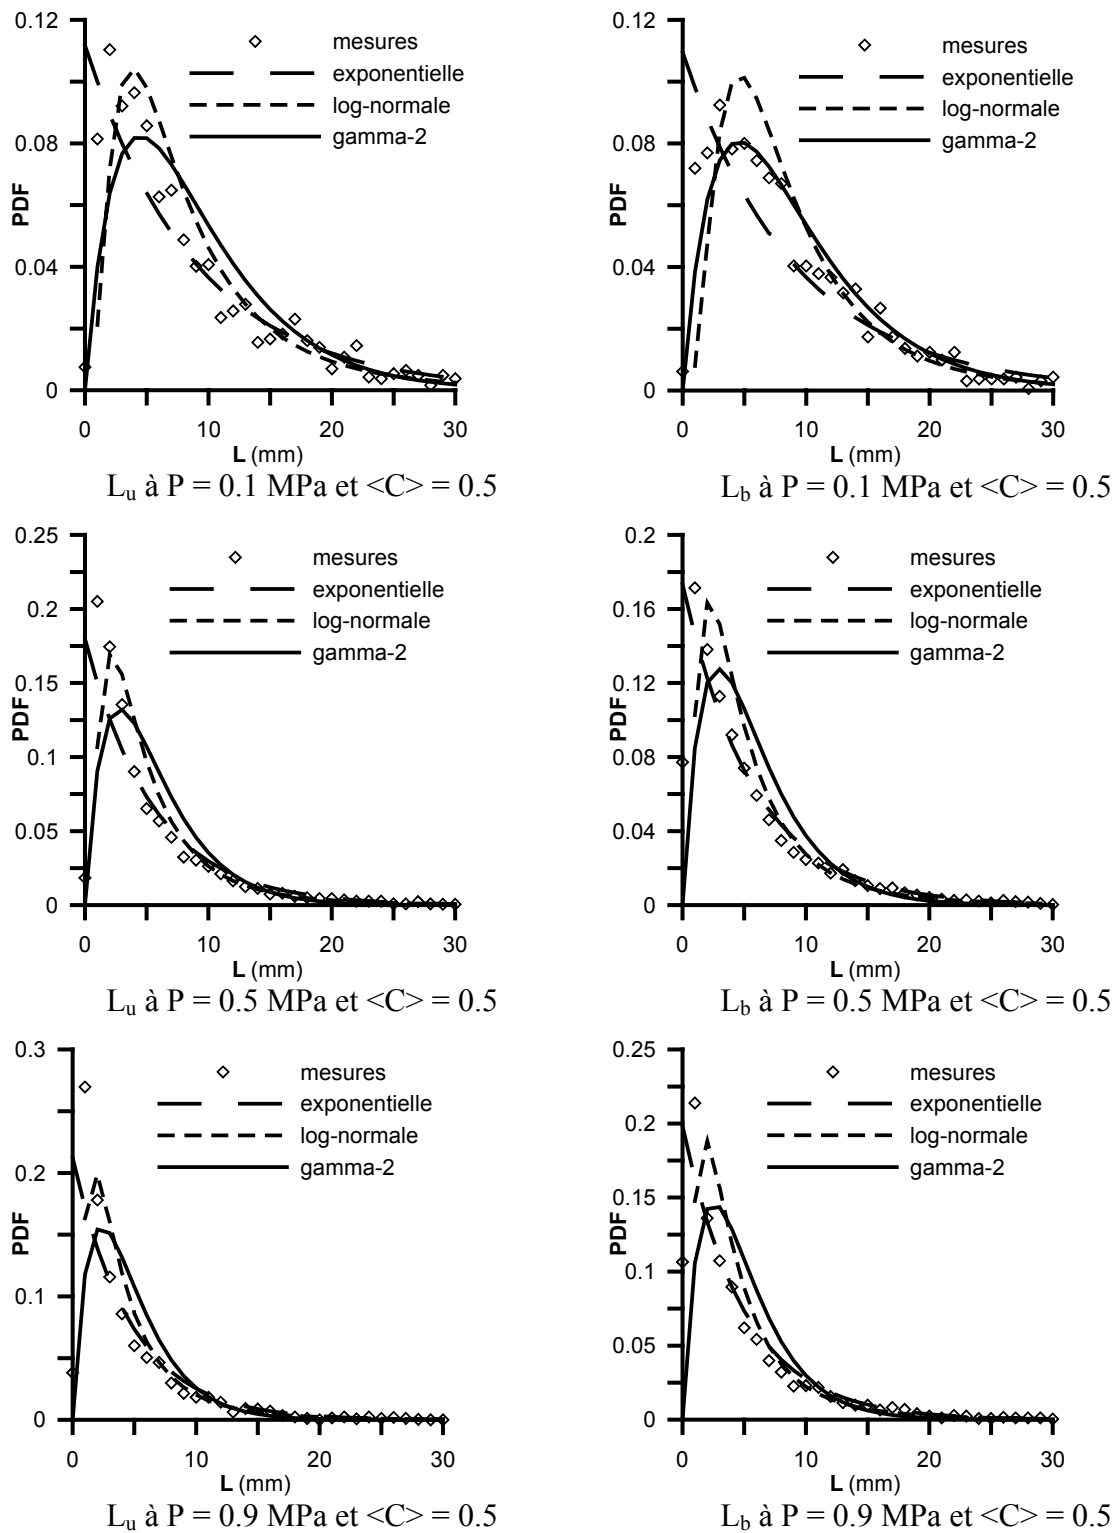 0.12
0.08
0.04
0
PDF
mesures
exponentielle
log-normale
gamma-2
0 10 20 30
L (mm)
Lu à P = 0.1 MPa et <C> = 0.5
0.12
0.08
0.04
0
PDF
mesures
exponentielle
log-normale
gamma-2
0 10 20 30
L (mm)
Lb à P = 0.1 MPa et <C> = 0.5
0.25
0.2
0.15
0.1
0.05
0
PDF
mesures
exponentielle
log-normale
gamma-2
0 10 20 30
L (mm)
Lu à P = 0.5 MPa et <C> = 0.5
0.2
0.16
0.12
0.08
0.04
0
PDF
mesures
exponentielle
log-normale
gamma-2
0 10 20 30
L (mm)
Lb à P = 0.5 MPa et <C> = 0.5
0.3
0.2
0.1
0
PDF
mesures
exponentielle
log-normale
gamma-2
0 10 20 30
L (mm)
Lu à P = 0.9 MPa et <C> = 0.5
0.25
0.2
0.15
0.1
0.05
0
PDF
mesures
exponentielle
log-normale
gamma-2
0 10 20 30
L (mm)
Lb à P = 0.9 MPa et <C> = 0.5